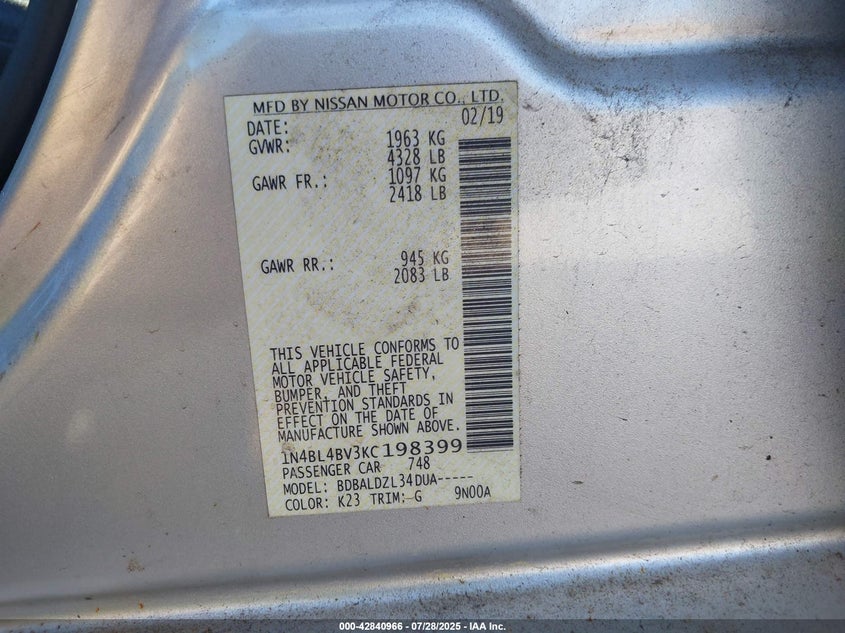 MFD BY NISSAN MOTOR CO., LTD.
DATE: 02/19
GVWR: 1963 KG
4328 LB
GAWR FR.: 1097 KG
2418 LB
GAWR RR.: 945 KG
2083 LB
THIS VEHICLE CONFORMS TO
ALL APPLICABLE FEDERAL
MOTOR VEHICLE SAFETY,
BUMPER, AND THEFT
PREVENTION STANDARDS IN
EFFECT ON THE DATE OF
MANUFACTURE SHOWN ABOVE.
1N4BL4BV3KC198399
PASSENGER CAR 748
MODEL: BDBALDZL34DUA-----
COLOR: K23 TRIM: G 9N00A
000-42840966 / 07/28/2025 - IAA Inc.